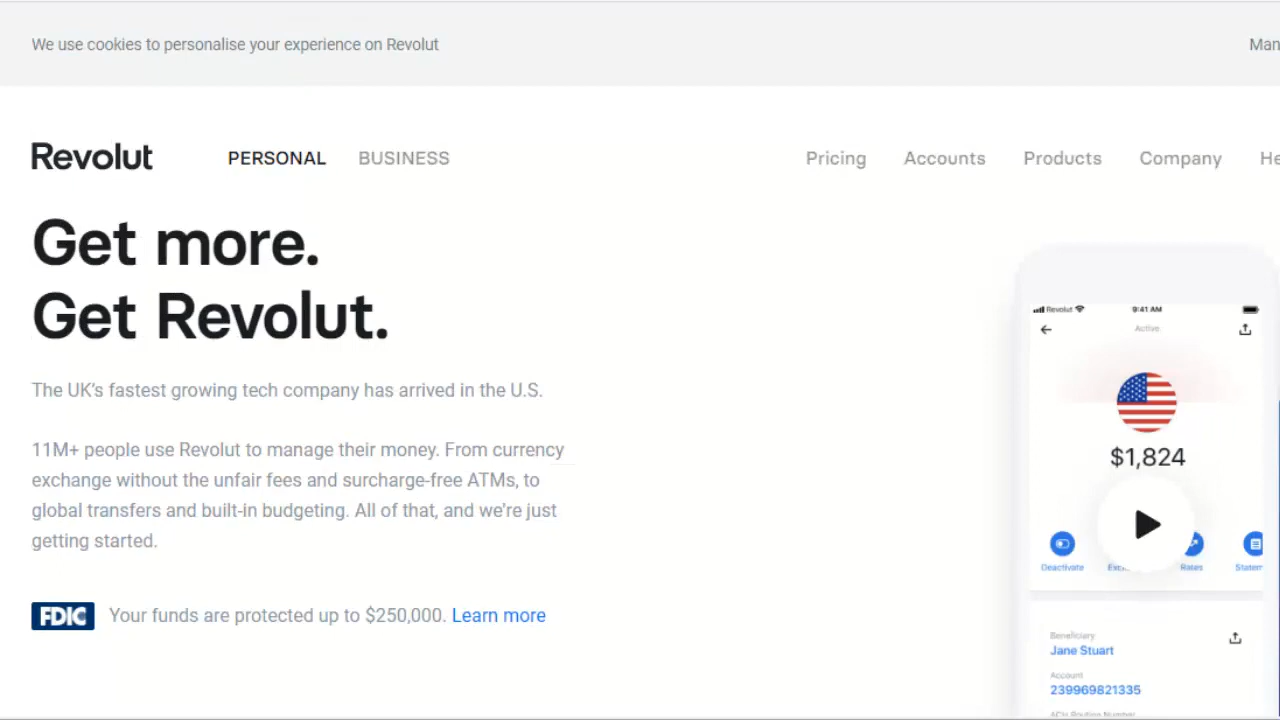 We use cookies to personalise your experience on Revolut
Revolut PERSONAL BUSINESS Pricing Accounts Products Company
Get more.
Get Revolut.
The UK's fastest growing tech company has arrived in the U.S.
11M+ people use Revolut to manage their money. From currency
exchange without the unfair fees and surcharge-free ATMs, to
global transfers and built-in budgeting. All of that, and we're just
getting started.
FDIC Your funds are protected up to $250,000. Learn more
Revolut 9:41 AM
Active
$1,824
Deactivate Rates
Beneficiary
Jane Stuart
Account
239969821335